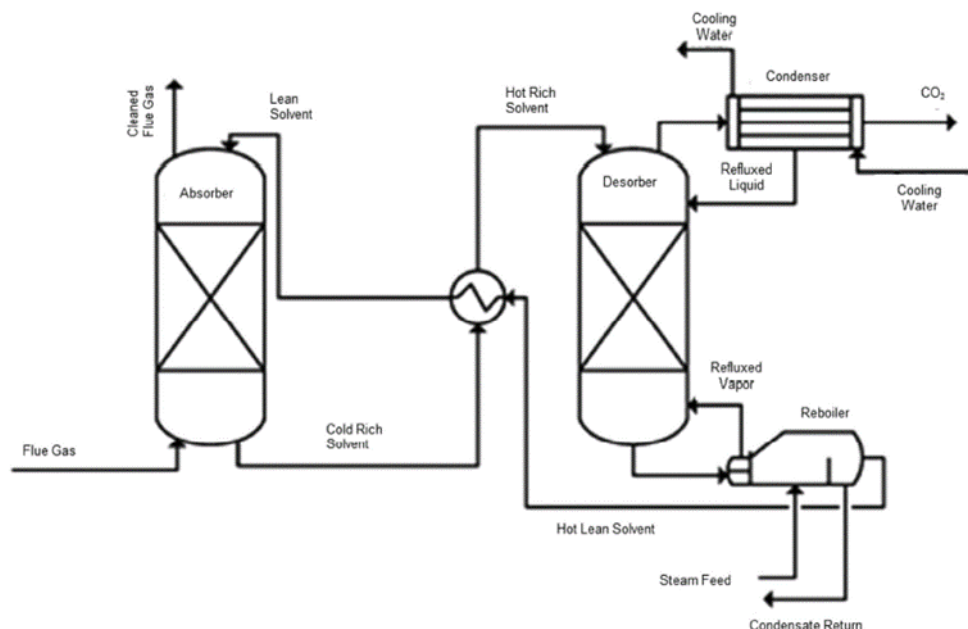 Cooling
Water
Condenser
CO₂
Cleaned
Flue Gas
Lean
Solvent
Hot Rich
Solvent
Absorber
Desorber
Refluxed
Liquid
Cooling
Water
Refluxed
Vapor
Reboiler
Cold Rich
Solvent
Flue Gas
Hot Lean Solvent
Steam Feed
Condensate Return